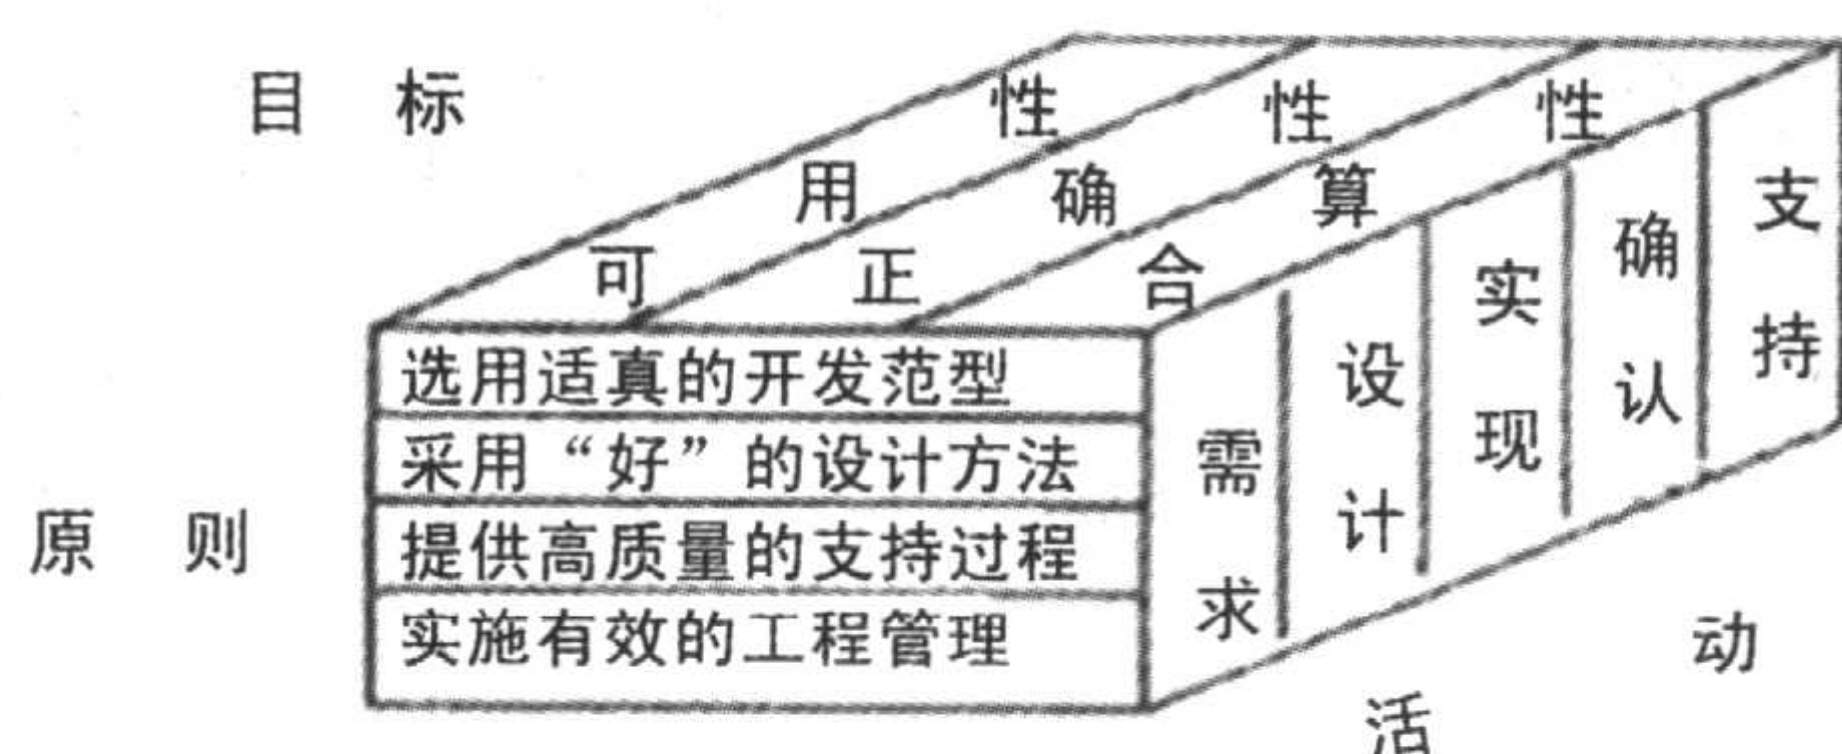 目标
可用性
正确性
合算性
原则
选用适真的开发范型
采用“好”的设计方法
提供高质量的支持过程
实施有效的工程管理
需求
设计
实现
确认
支持
活动